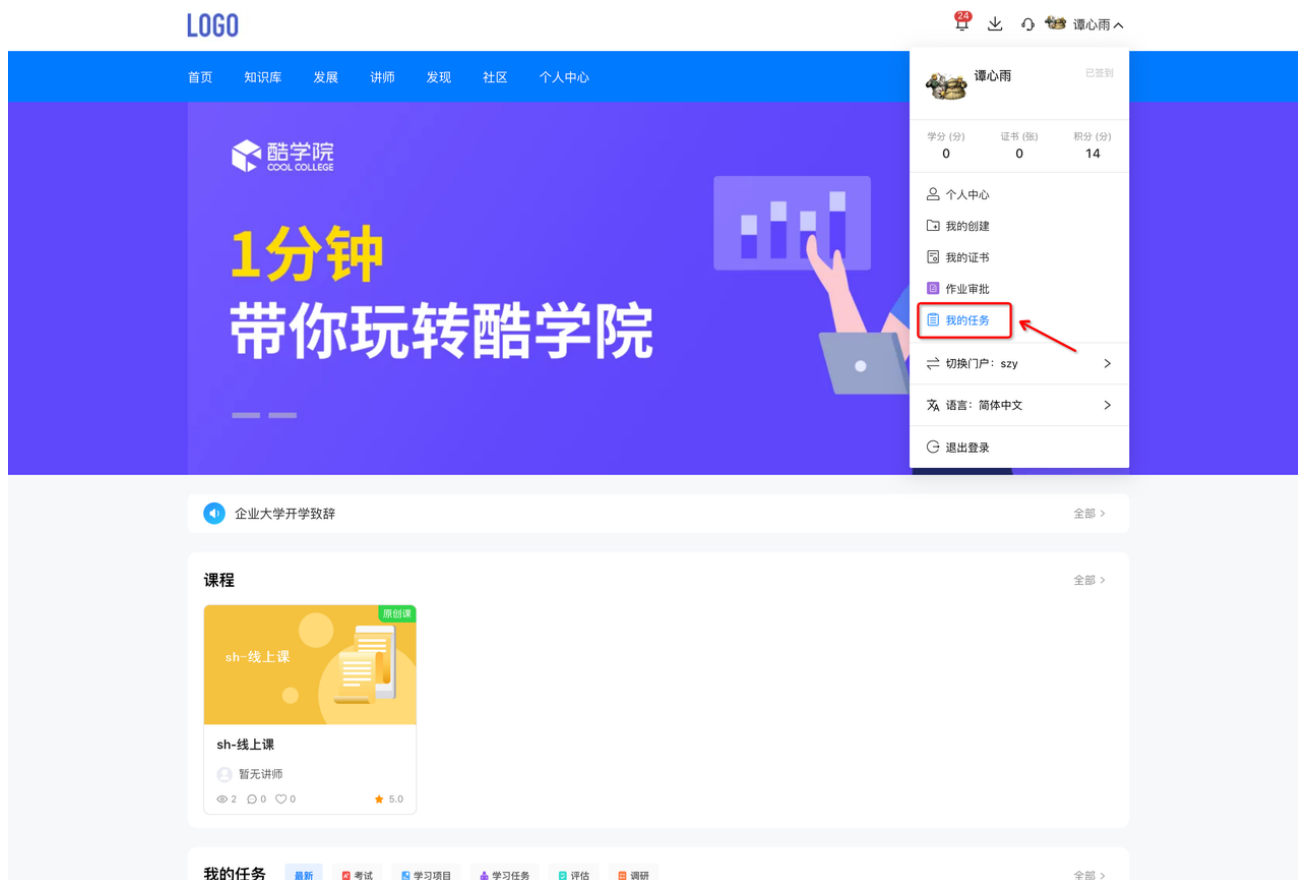 LOGO
24
谭心雨
首页 知识库 发展 讲师 发现 社区 个人中心
谭心雨 已签到
学分 (分) 证书 (张) 积分 (分)
0 0 14
个人中心
我的创建
我的证书
作业审批
我的任务
切换门户：szy
语言：简体中文
退出登录
酷学院
COOL COLLEGE
1分钟
带你玩转酷学院
企业大学开学致辞 全部
课程 全部
原创课
sh-线上课
sh-线上课
暂无讲师
2 0 0 5.0
我的任务 最新 考试 学习项目 学习任务 评估 调研 全部